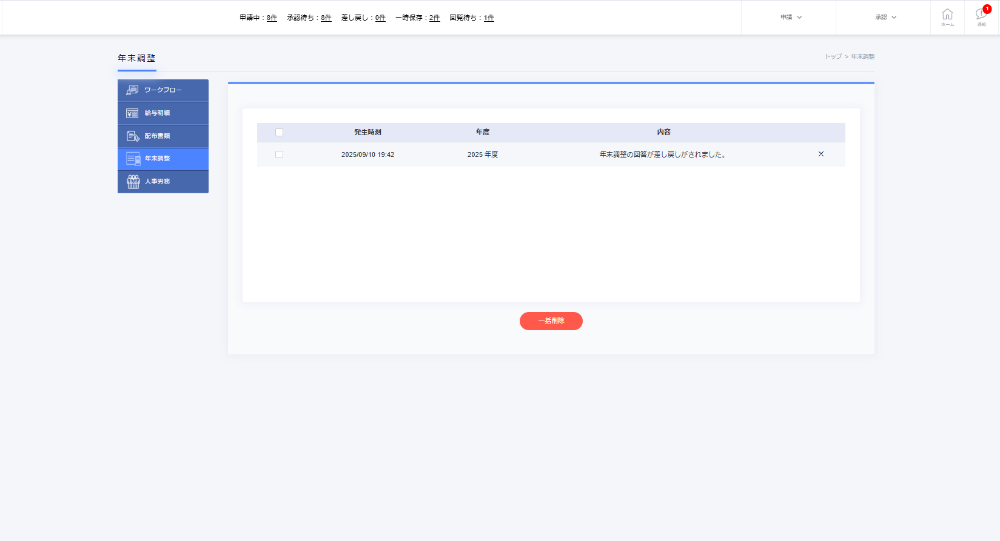 申請中：8件 承認待ち：8件 差し戻し：0件 一時保存：2件 回覧待ち：1件
申請
承認
ホーム
1
通知
年末調整
トップ > 年末調整
ワークフロー
給与明細
配布書類
年末調整
人事労務
発生時刻 年度 内容
2025/09/10 19:42 2025 年度 年末調整の回答が差し戻しがされました。
一括削除